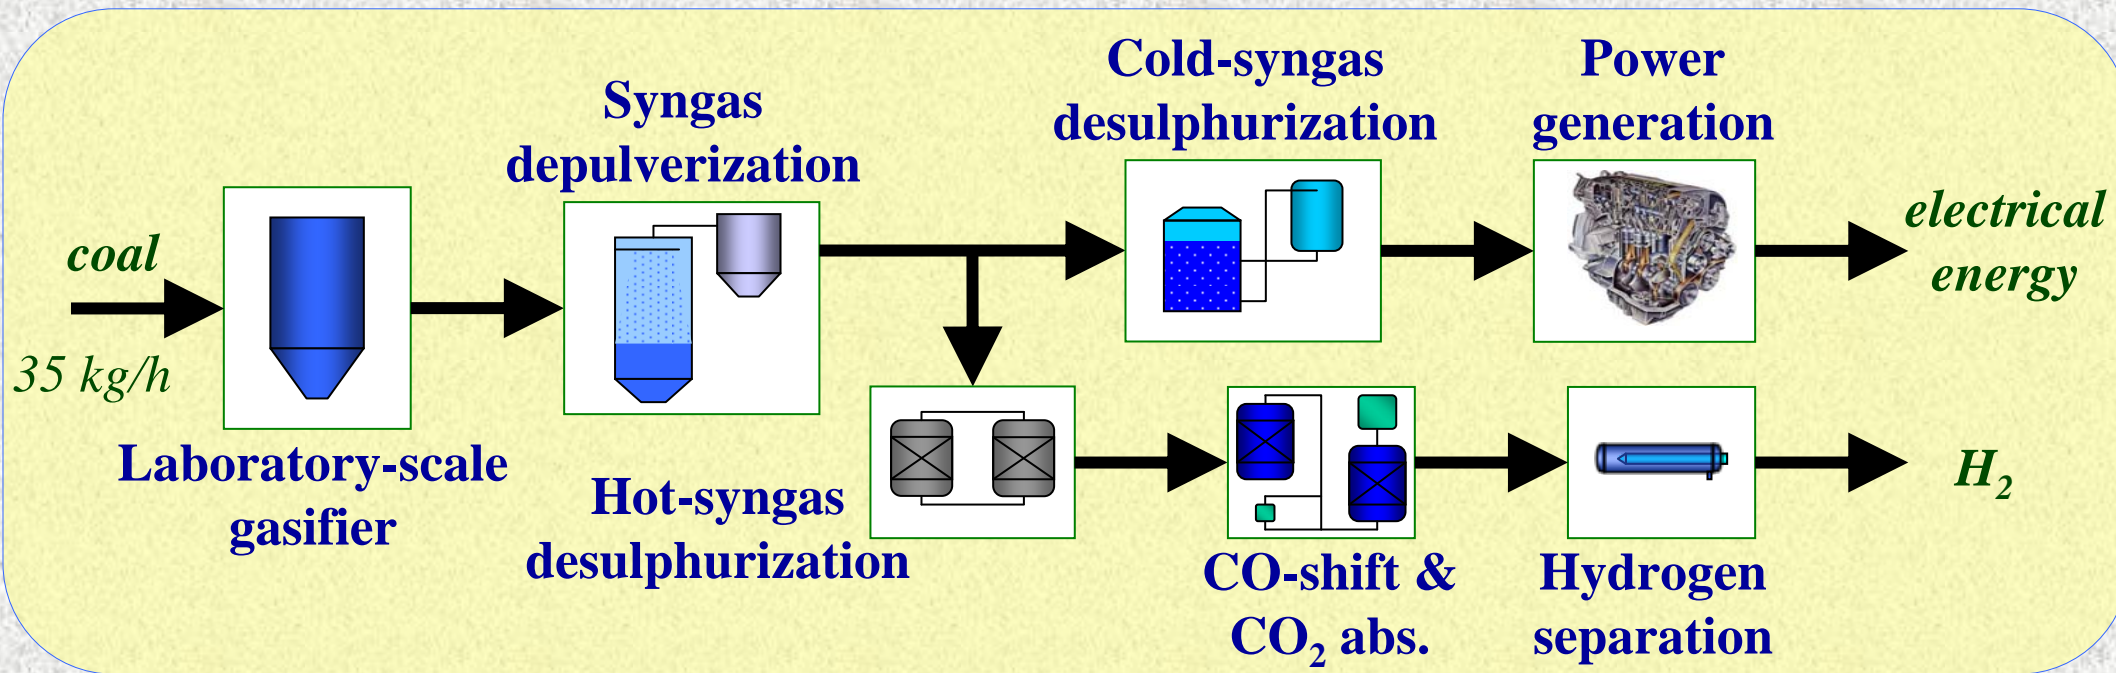 coal
35 kg/h
Laboratory-scale
gasifier
Syngas
depulverization
Cold-syngas
desulphurization
Power
generation
electrical
energy
Hot-syngas
desulphurization
CO-shift &
CO₂ abs.
Hydrogen
separation
H₂